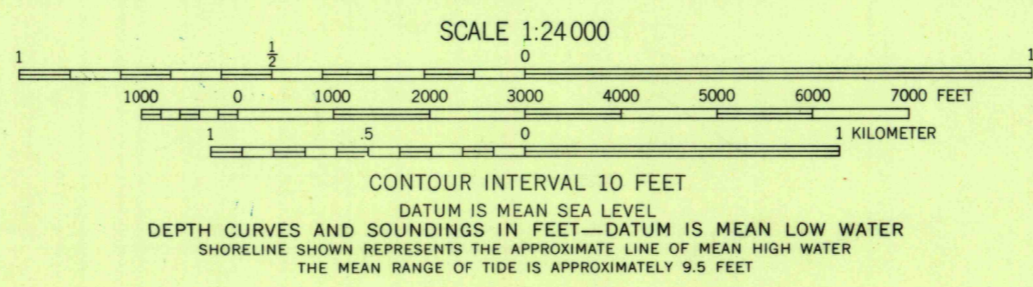 SCALE 1:24 000
1 1/2 0 1
1000 0 1000 2000 3000 4000 5000 6000 7000 FEET
1 .5 0 1 KILOMETER
CONTOUR INTERVAL 10 FEET
DATUM IS MEAN SEA LEVEL
DEPTH CURVES AND SOUNDINGS IN FEET—DATUM IS MEAN LOW WATER
SHORELINE SHOWN REPRESENTS THE APPROXIMATE LINE OF MEAN HIGH WATER
THE MEAN RANGE OF TIDE IS APPROXIMATELY 9.5 FEET